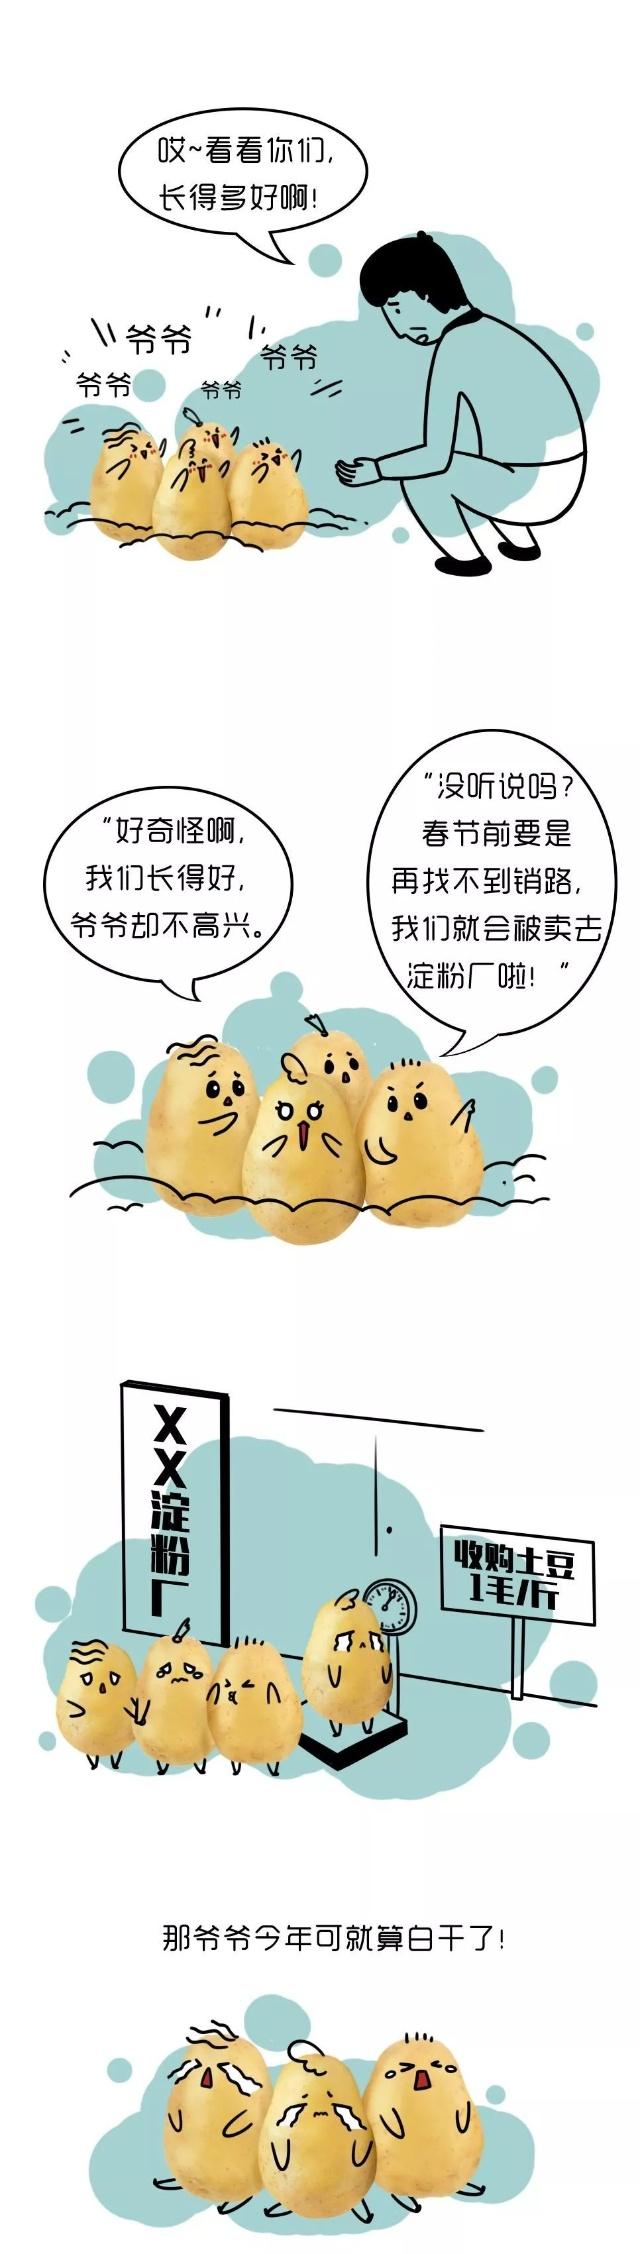 哎~看看你们,
长得多好啊!
爷爷
爷爷
爷爷
爷爷
“好奇怪啊,
我们长得好,
爷爷却不高兴。
“没听说吗?
春节前要是
再找不到销路,
我们就会被卖去
淀粉厂啦!”
XX淀粉厂
收购土豆
1毛/斤
那爷爷今年可就算白干了!